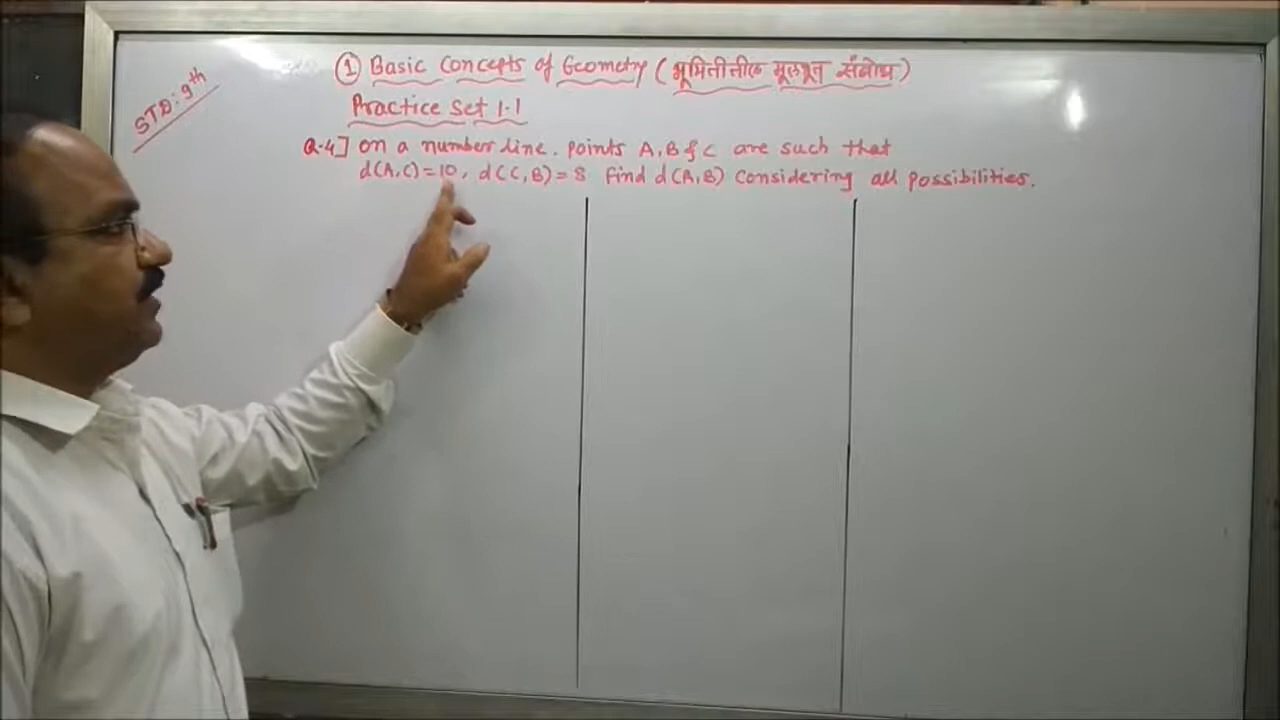 STD: 9th
① Basic Concepts of Geometry (भूमितीतील मूलभूत संबोध)
Practice Set 1.1
Q.4] On a number line. points A, B & C are such that
d(A,C)=10, d(C,B)=8 Find d(A,B) Considering all possibilities.